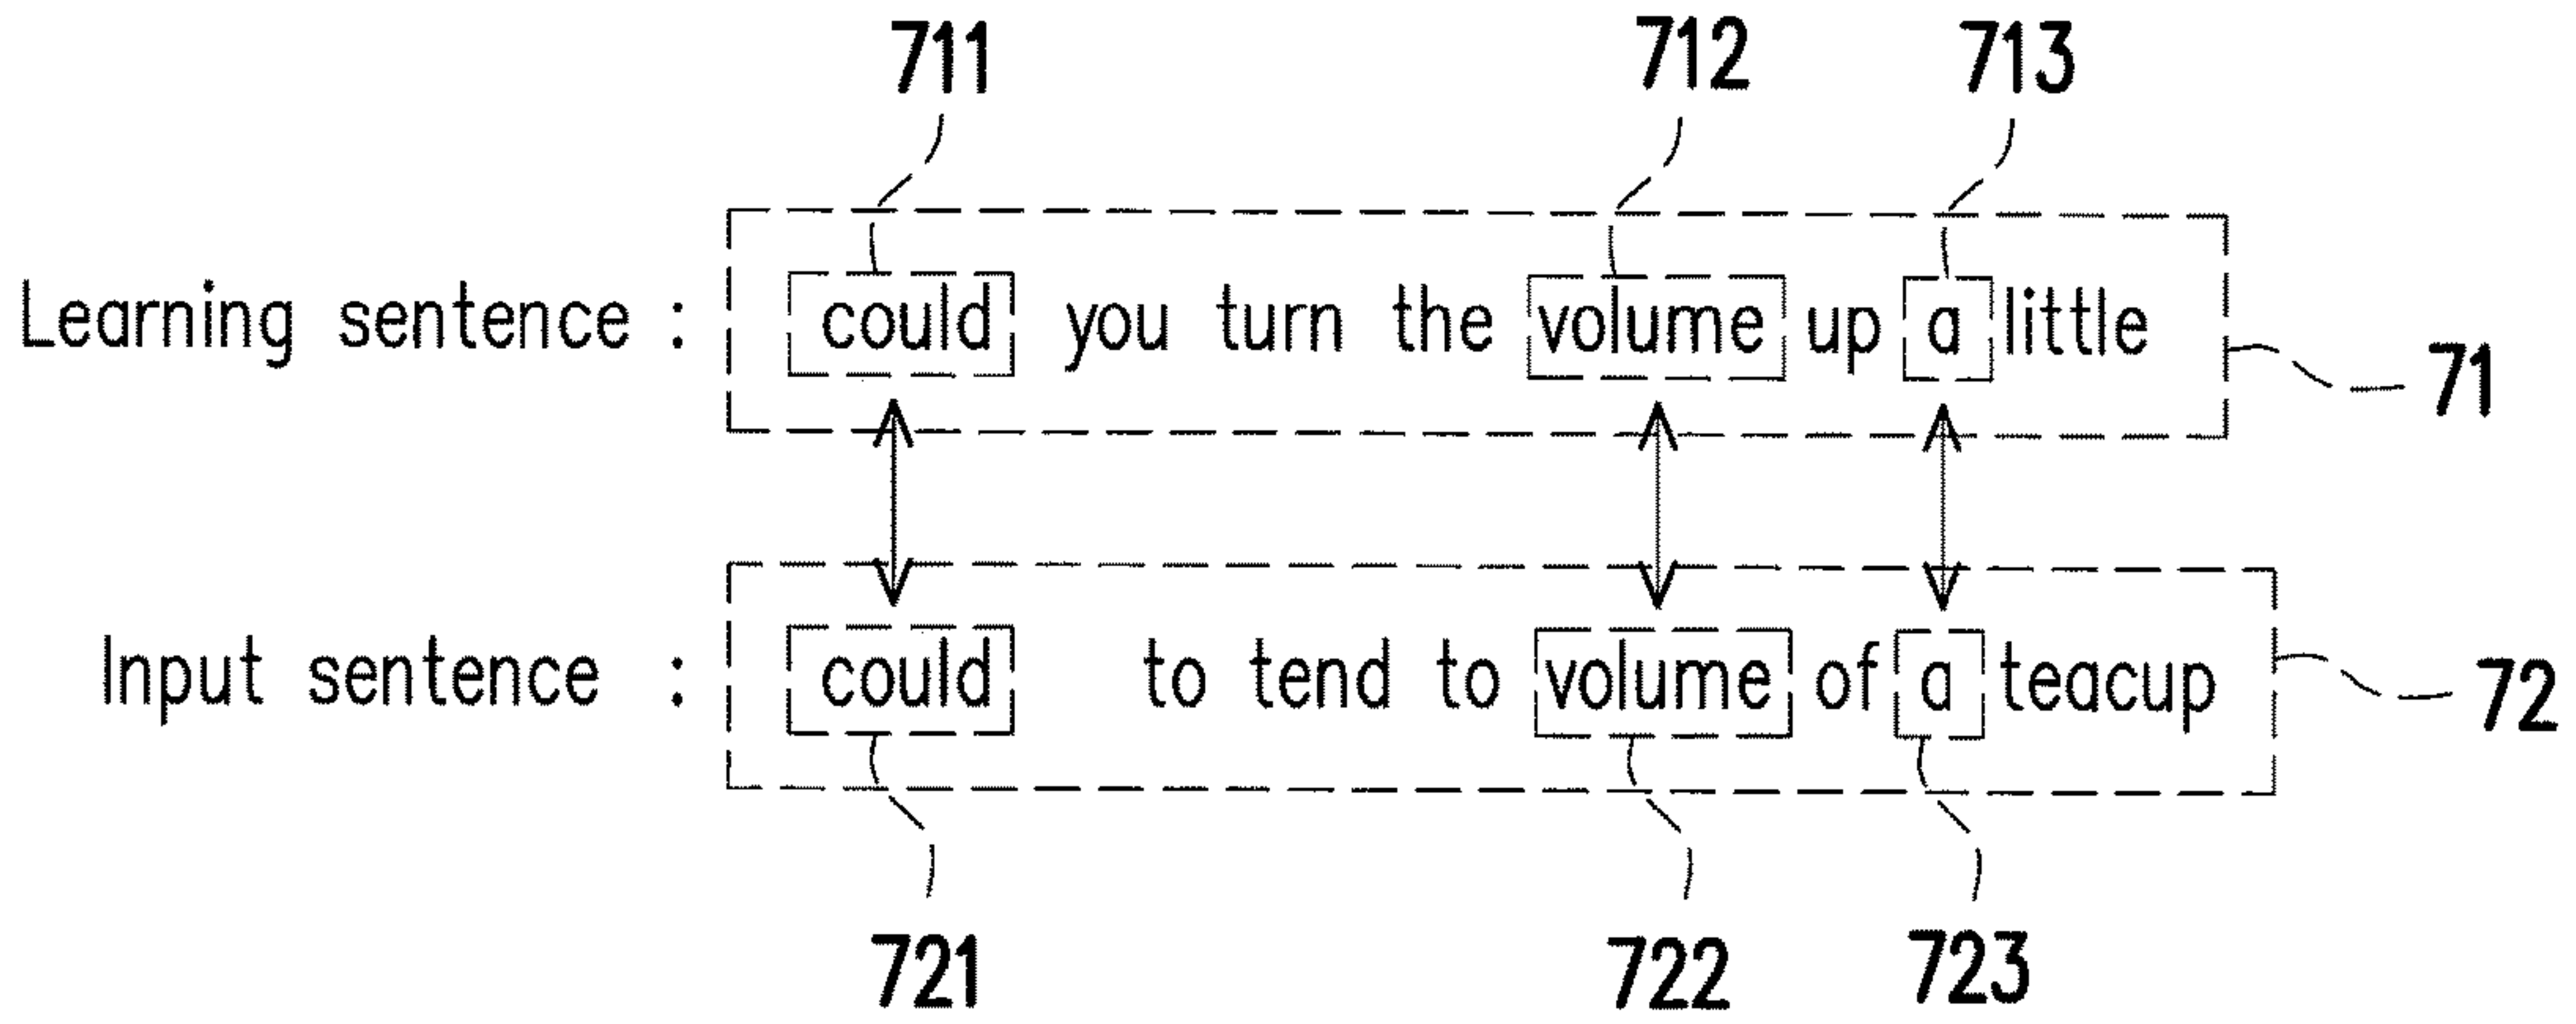 711 712 713
Learning sentence : could you turn the volume up a little
71
Input sentence : could to tend to volume of a teacup
72
721 722 723